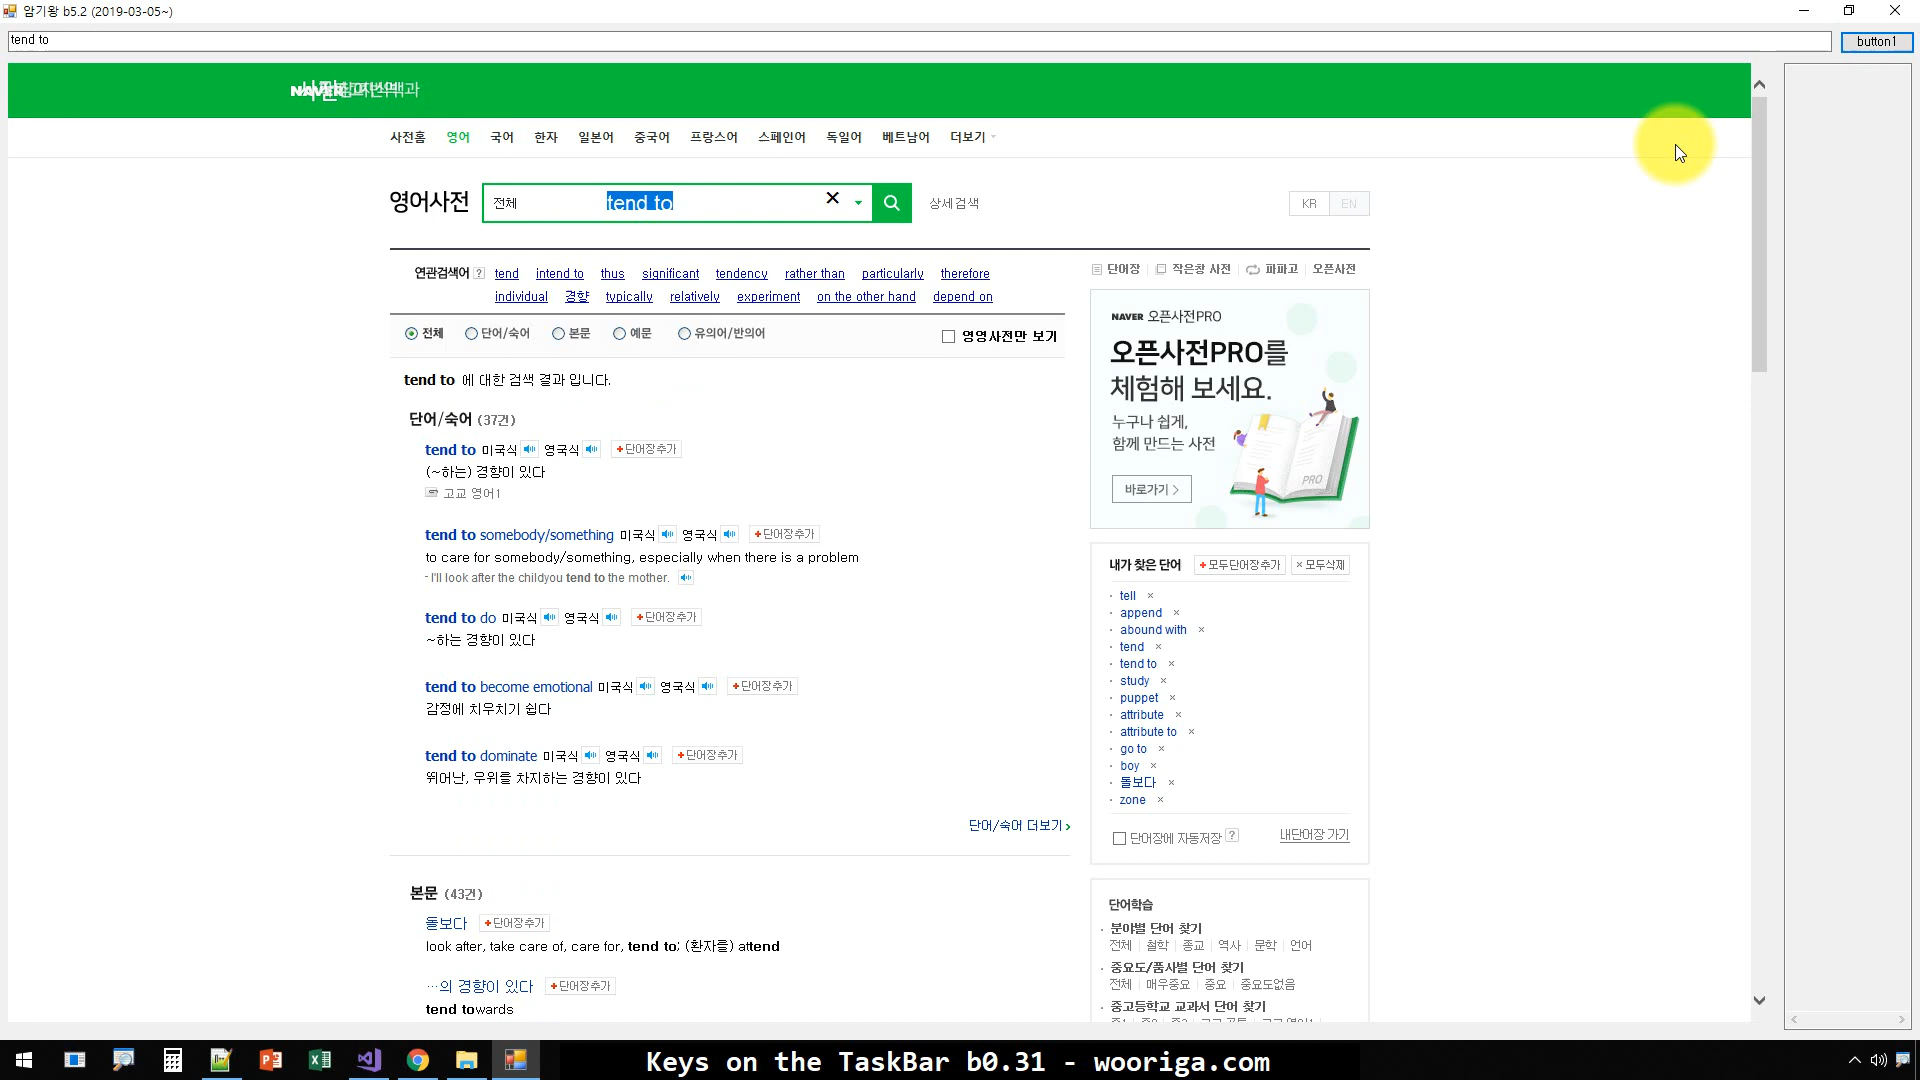 암기왕 b5.2 (2019-03-05~)
tend to
button1
NAVER
사전홈 영어 국어 한자 일본어 중국어 프랑스어 스페인어 독일어 베트남어 더보기
영어사전 전체 tend to 상세검색 KR EN
연관검색어 ? tend intend to thus significant tendency rather than particularly therefore
individual 경향 typically relatively experiment on the other hand depend on
단어장 작은창 사전 파파고 오픈사전
전체 단어/숙어 본문 예문 유의어/반의어 영영사전만 보기
tend to 에 대한 검색 결과 입니다.
단어/숙어 (37건)
tend to 미국식 영국식 +단어장추가
(~하는) 경향이 있다
고교 영어1
tend to somebody/something 미국식 영국식 +단어장추가
to care for somebody/something, especially when there is a problem
- I'll look after the childyou tend to the mother.
tend to do 미국식 영국식 +단어장추가
~하는 경향이 있다
tend to become emotional 미국식 영국식 +단어장추가
감정에 치우치기 쉽다
tend to dominate 미국식 영국식 +단어장추가
뛰어난, 우위를 차지하는 경향이 있다
단어/숙어 더보기 >
본문 (43건)
돌보다 +단어장추가
look after, take care of, care for, tend to; (환자를) attend
…의 경향이 있다 +단어장추가
tend towards
NAVER 오픈사전PRO
오픈사전PRO를
체험해 보세요.
누구나 쉽게,
함께 만드는 사전
바로가기 >
PRO
내가 찾은 단어 +모두단어장추가 ×모두삭제
· tell ×
· append ×
· abound with ×
· tend ×
· tend to ×
· study ×
· puppet ×
· attribute ×
· attribute to ×
· go to ×
· boy ×
· 돌보다 ×
· zone ×
단어장에 자동저장 ? 내단어장 가기
단어학습
· 분야별 단어 찾기
전체 철학 종교 역사 문학 언어
· 중요도/품사별 단어 찾기
전체 매우중요 중요 중요도없음
· 중고등학교 교과서 단어 찾기
Keys on the TaskBar b0.31 - wooriga.com